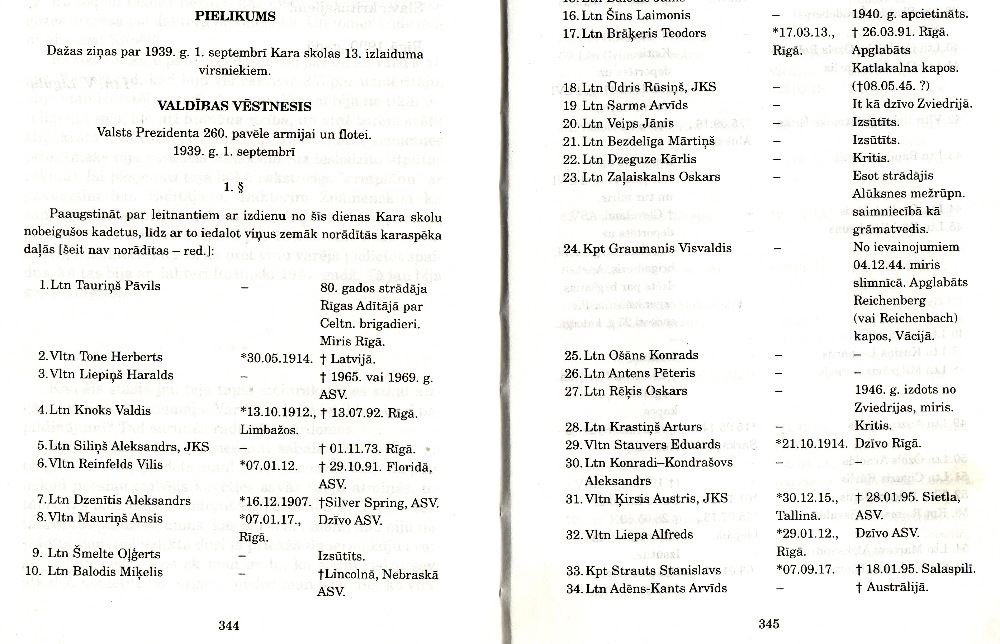 PIELIKUMS
Dažas ziņas par 1939. g. 1. septembrī Kara skolas 13. izlaiduma
virsniekiem.
VALDĪBAS VĒSTNESIS
Valsts Prezidenta 260. pavēle armijai un flotei.
1939. g. 1. septembrī
1. §
Paaugstināt par leitnantiem ar izdienu no šīs dienas Kara skolu
nobeigušos kadetus, līdz ar to iedalot viņus zemāk norādītās karaspēka
daļās [šeit nav norādītas – red.]:
1. Ltn Tauriņš Pāvils – 80. gados strādāja
Rīgas Adītājā par
Celtn. brigadieri.
Miris Rīgā.
2. Vltn Tone Herberts *30.05.1914. † Latvijā.
3. Vltn Liepiņš Haralds – † 1965. vai 1969. g.
ASV.
4. Ltn Knoks Valdis *13.10.1912., † 13.07.92. Rīgā.
Limbažos.
5. Ltn Siliņš Aleksandrs, JKS – † 01.11.73. Rīgā.
6. Vltn Reinfelds Vilis *07.01.12. † 29.10.91. Floridā,
ASV.
7. Ltn Dzenītis Aleksandrs *16.12.1907. †Silver Spring, ASV.
8. Vltn Mauriņš Ansis *07.01.17., Dzīvo ASV.
Rīgā.
9. Ltn Šmelte Oļģerts – Izsūtīts.
10. Ltn Balodis Miķelis – †Lincolnā, Nebraskā
ASV.
344
16. Ltn Šīns Laimonis – 1940. g. apcietināts.
17. Ltn Brāķeris Teodors *17.03.13., † 26.03.91. Rīgā.
Rīgā. Apglabāts
Katlakalna kapos.
18. Ltn Ūdris Rūsiņš, JKS – (†08.05.45. ?)
19 Ltn Sarma Arvīds – It kā dzīvo Zviedrijā.
20. Ltn Veips Jānis – Izsūtīts.
21. Ltn Bezdelīga Mārtiņš – Izsūtīts.
22. Ltn Dzeguze Kārlis – Kritis.
23. Ltn Zaļaiskalns Oskars – Esot strādājis
Alūksnes mežrūpn.
saimniecībā kā
grāmatvedis.
24. Kpt Graumanis Visvaldis – No ievainojumiem
04.12.44. miris
slimnīcā. Apglabāts
Reichenberg
(vai Reichenbach)
kapos, Vācijā.
25. Ltn Ošāns Konrads – –
26. Ltn Antens Pēteris – –
27. Ltn Rēķis Oskars – 1946. g. izdots no
Zviedrijas, miris.
28. Ltn Krastiņš Arturs – Kritis.
29. Vltn Stauvers Eduards *21.10.1914. Dzīvo Rīgā.
30. Ltn Konradi–Kondrašovs – –
Aleksandrs
31. Vltn Ķirsis Austris, JKS *30.12.15., † 28.01.95. Sietla,
Tallinā. ASV.
32. Vltn Liepa Alfreds *29.01.12., Dzīvo ASV.
Rīgā.
33. Kpt Strauts Stanislavs *07.09.17. † 18.01.95. Salaspilī.
34. Ltn Adēns-Kants Arvīds – † Austrālijā.
345